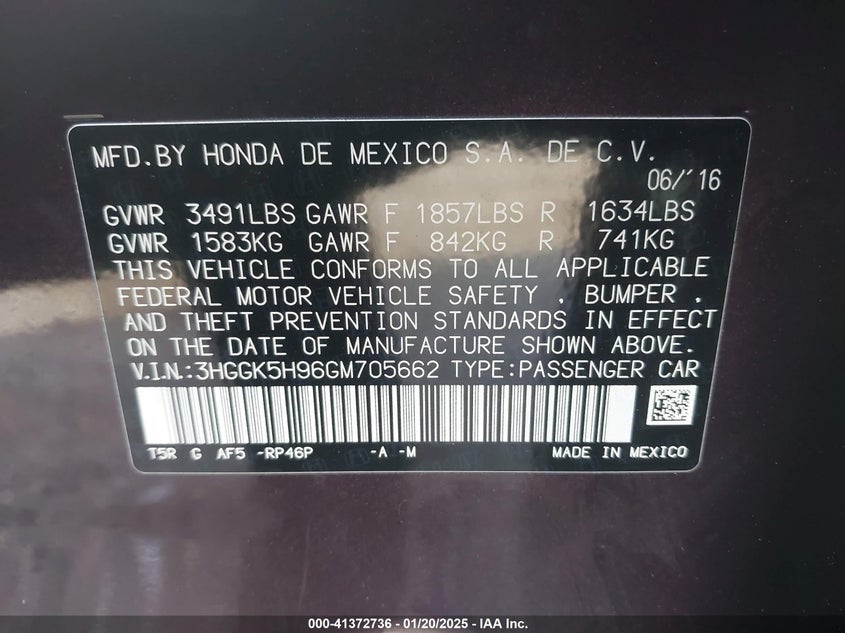 MFD.BY HONDA DE MEXICO S.A. DE C.V.
06/'16
GVWR 3491LBS GAWR F 1857LBS R 1634LBS
GVWR 1583KG GAWR F 842KG R 741KG
THIS VEHICLE CONFORMS TO ALL APPLICABLE
FEDERAL MOTOR VEHICLE SAFETY , BUMPER ,
AND THEFT PREVENTION STANDARDS IN EFFECT
ON THE DATE OF MANUFACTURE SHOWN ABOVE.
V.I.N.:3HGGK5H96GM705662 TYPE:PASSENGER CAR
T5R G AF5 -RP46P -A -M MADE IN MEXICO
000-41372736 - 01/20/2025 - IAA Inc.